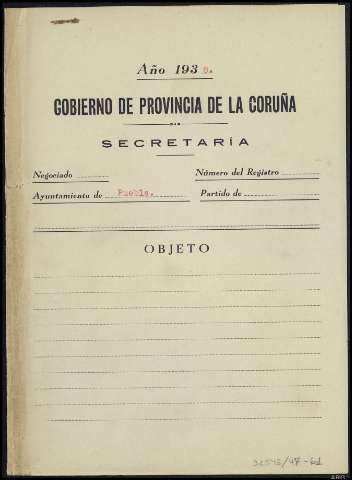 Año 193 9.
GOBIERNO DE PROVINCIA DE LA CORUÑA
SECRETARÍA
Negociado
Número del Registro
Ayuntamiento de Puebla.
Partido de
OBJETO